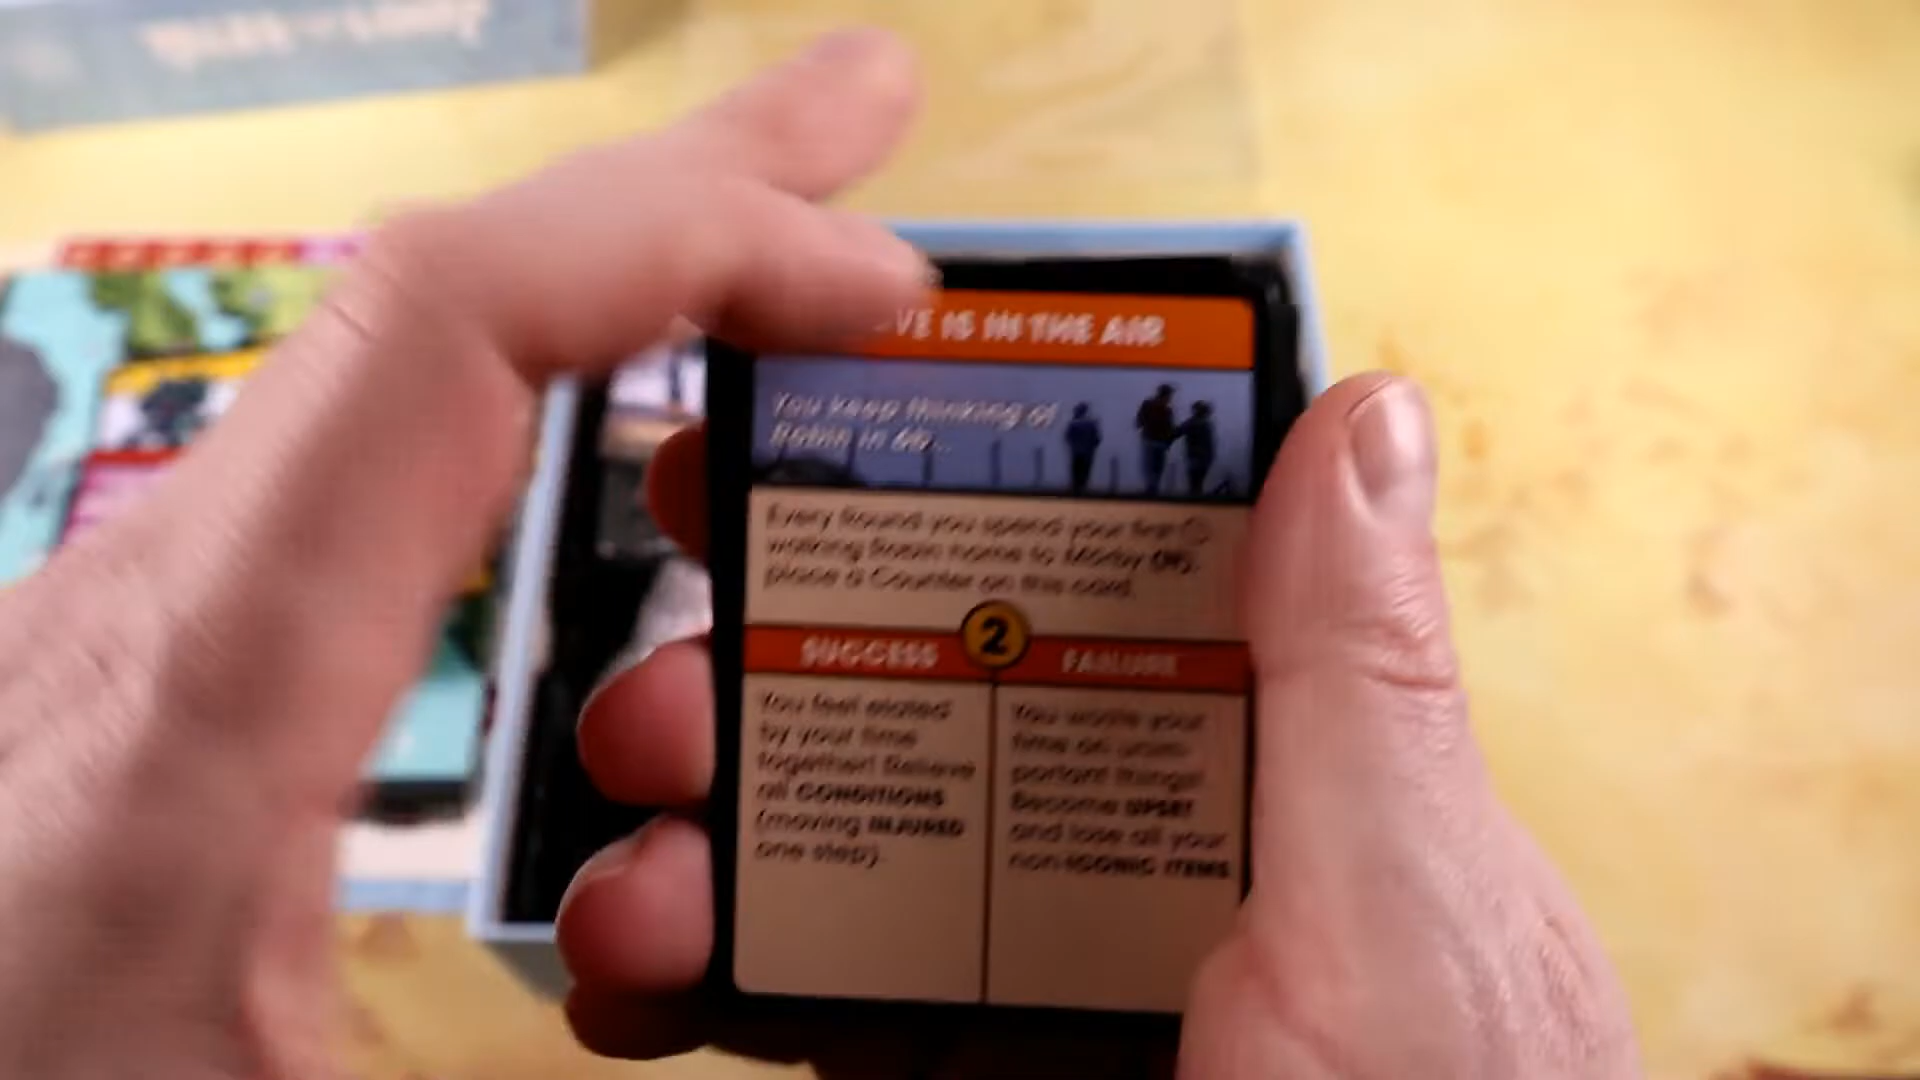 VE IS IN THE AIR
You keep thinking of
Robin in 6b...
Every Round you spend your first
walking Robin home to Mörby
place a Counter on this card.
2
SUCCESS
FAILURE
You feel elated
by your time
together! Relieve
all CONDITIONS
(moving INJURED
one step).
You waste your
time on unim-
portant things!
Become UPSET
and lose all your
non-ICONIC ITEMS